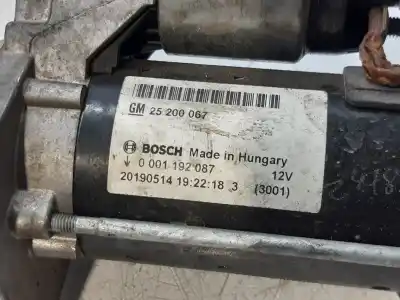 GM 25 200 067
BOSCH Made in Hungary
0 001 192 087 12V
20190514 19:22:18 3 (3001)